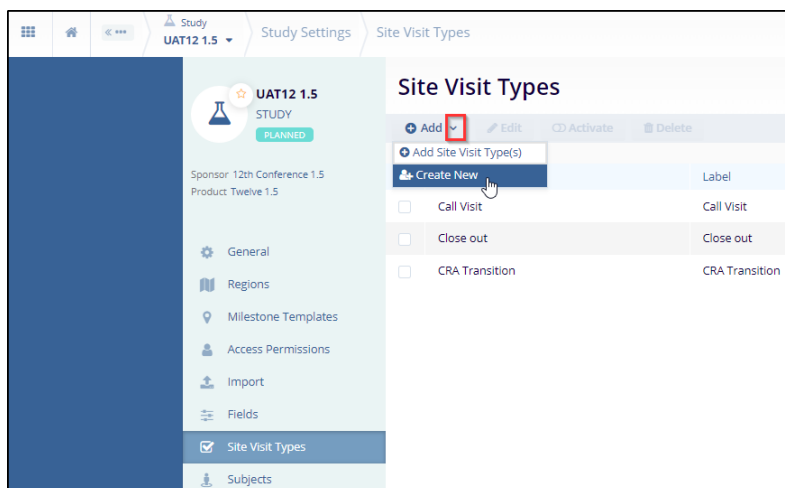 Study
UAT12 1.5
Study Settings
Site Visit Types
UAT12 1.5
STUDY
PLANNED
Sponsor 12th Conference 1.5
Product Twelve 1.5
General
Regions
Milestone Templates
Access Permissions
Import
Fields
Site Visit Types
Subjects
Site Visit Types
Add
Edit
Activate
Delete
Add Site Visit Type(s)
Create New
Label
Call Visit
Call Visit
Close out
Close out
CRA Transition
CRA Transition